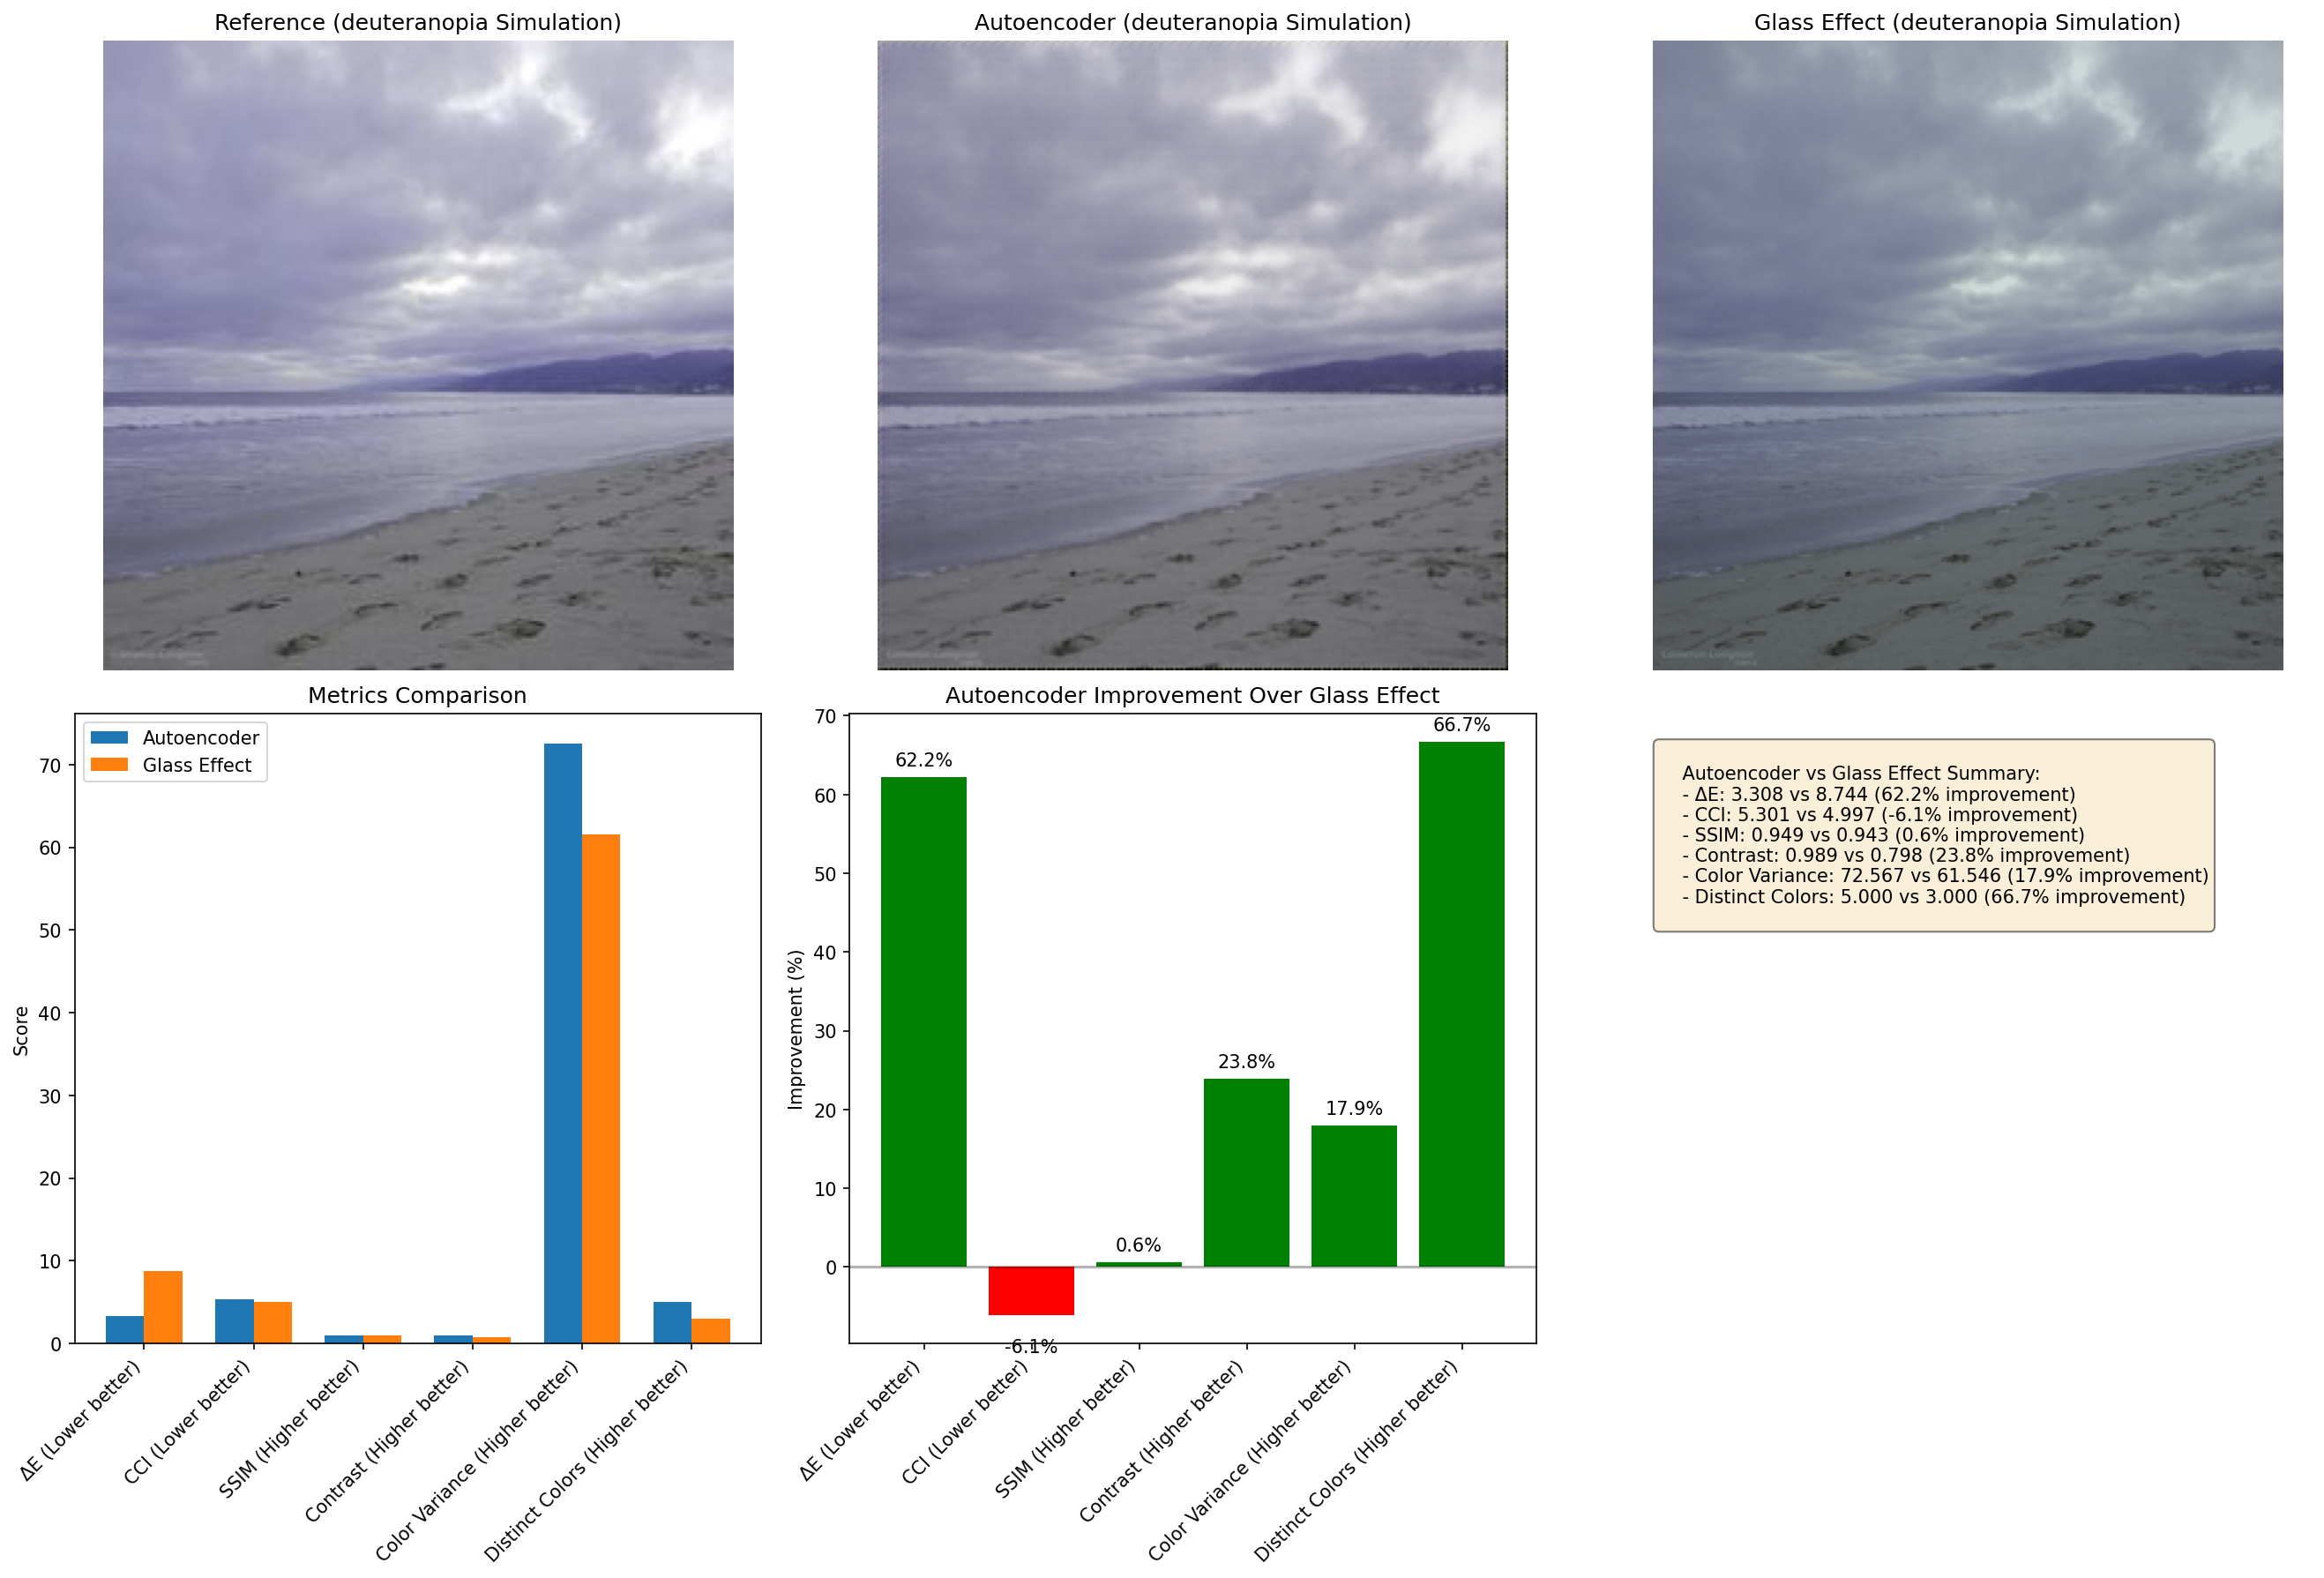 Reference (deuteranopia Simulation)
Autoencoder (deuteranopia Simulation)
Glass Effect (deuteranopia Simulation)
Metrics Comparison
Autoencoder
Glass Effect
Score
70
60
50
40
30
20
10
0
ΔE (Lower better)
CCI (Lower better)
SSIM (Higher better)
Contrast (Higher better)
Color Variance (Higher better)
Distinct Colors (Higher better)
Autoencoder Improvement Over Glass Effect
Improvement (%)
70
60
50
40
30
20
10
0
62.2%
-6.1%
0.6%
23.8%
17.9%
66.7%
ΔE (Lower better)
CCI (Lower better)
SSIM (Higher better)
Contrast (Higher better)
Color Variance (Higher better)
Distinct Colors (Higher better)
Autoencoder vs Glass Effect Summary:
- ΔE: 3.308 vs 8.744 (62.2% improvement)
- CCI: 5.301 vs 4.997 (-6.1% improvement)
- SSIM: 0.949 vs 0.943 (0.6% improvement)
- Contrast: 0.989 vs 0.798 (23.8% improvement)
- Color Variance: 72.567 vs 61.546 (17.9% improvement)
- Distinct Colors: 5.000 vs 3.000 (66.7% improvement)